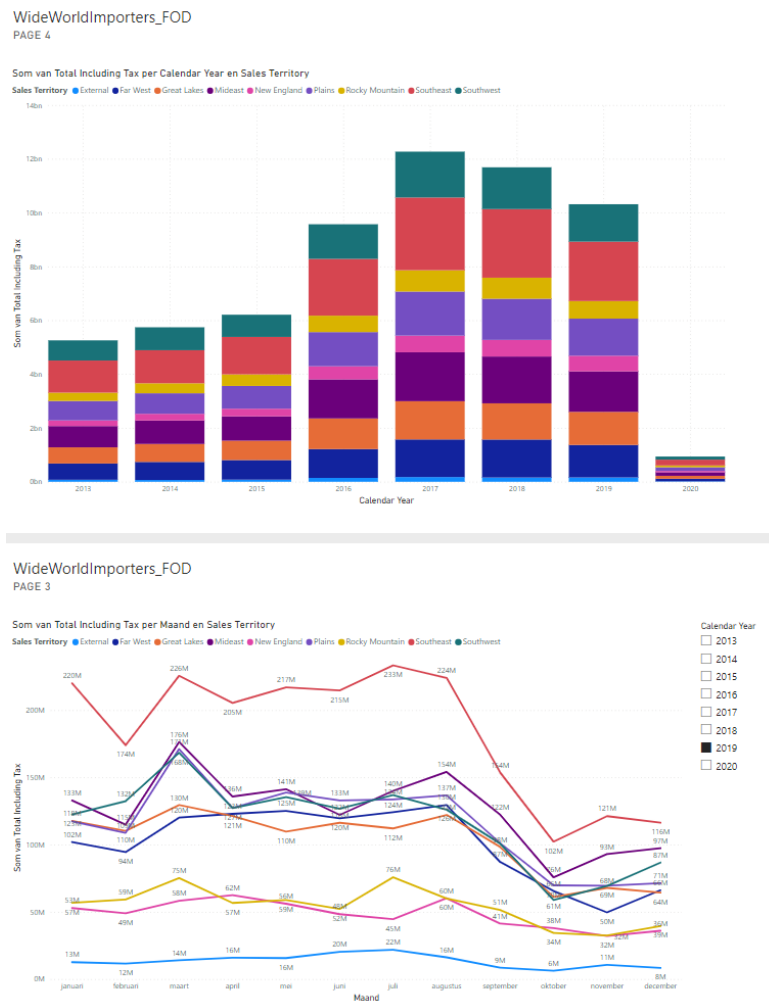 WideWorldImporters_FOD
PAGE 4
Som van Total Including Tax per Calendar Year en Sales Territory
Sales Territory External Far West Great Lakes Mideast New England Plains Rocky Mountain Southeast Southwest
14bn
12bn
10bn
8bn
6bn
4bn
2bn
0bn
Som van Total Including Tax
2013 2014 2015 2016 2017 2018 2019 2020
Calendar Year
WideWorldImporters_FOD
PAGE 3
Som van Total Including Tax per Maand en Sales Territory
Sales Territory External Far West Great Lakes Mideast New England Plains Rocky Mountain Southeast Southwest
Calendar Year
2013
2014
2015
2016
2017
2018
2019
2020
200M
150M
100M
50M
0M
Som van Total Including Tax
220M 174M 226M 205M 217M 215M 233M 224M 154M 102M 121M 116M
133M 176M 136M 141M 140M 154M 122M 93M 97M
132M 168M 133M 137M 87M
102M 94M 120M 121M 125M 120M 124M
110M 130M 110M 112M 61M 68M 69M 71M 64M
57M 59M 75M 57M 56M 76M 60M 51M 34M 32M 36M
49M 58M 62M 59M 52M 45M 60M 41M 38M
13M 12M 14M 16M 16M 20M 22M 16M 9M 6M 11M 8M
januari februari maart april mei juni juli augustus september oktober november december
Maand